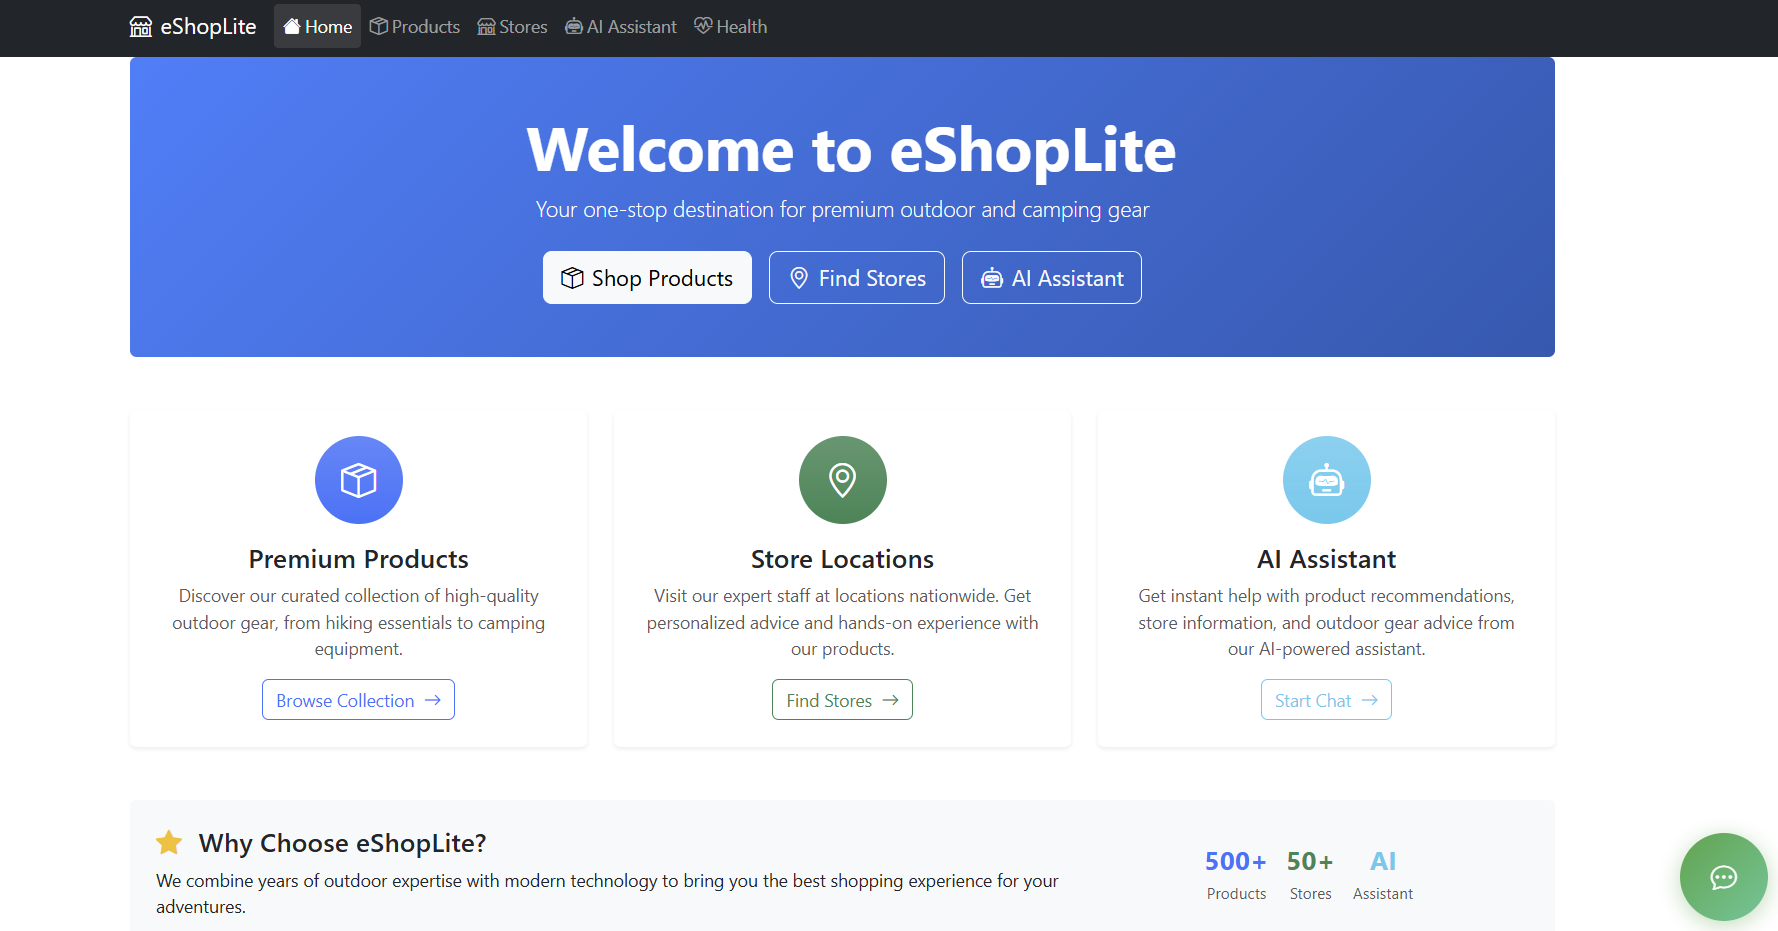 eShopLite
Home
Products
Stores
AI Assistant
Health
Welcome to eShopLite
Your one-stop destination for premium outdoor and camping gear
Shop Products
Find Stores
AI Assistant
Premium Products
Discover our curated collection of high-quality
outdoor gear, from hiking essentials to camping
equipment.
Browse Collection
Store Locations
Visit our expert staff at locations nationwide. Get
personalized advice and hands-on experience with
our products.
Find Stores
AI Assistant
Get instant help with product recommendations,
store information, and outdoor gear advice from
our AI-powered assistant.
Start Chat
Why Choose eShopLite?
We combine years of outdoor expertise with modern technology to bring you the best shopping experience for your
adventures.
500+
Products
50+
Stores
AI
Assistant